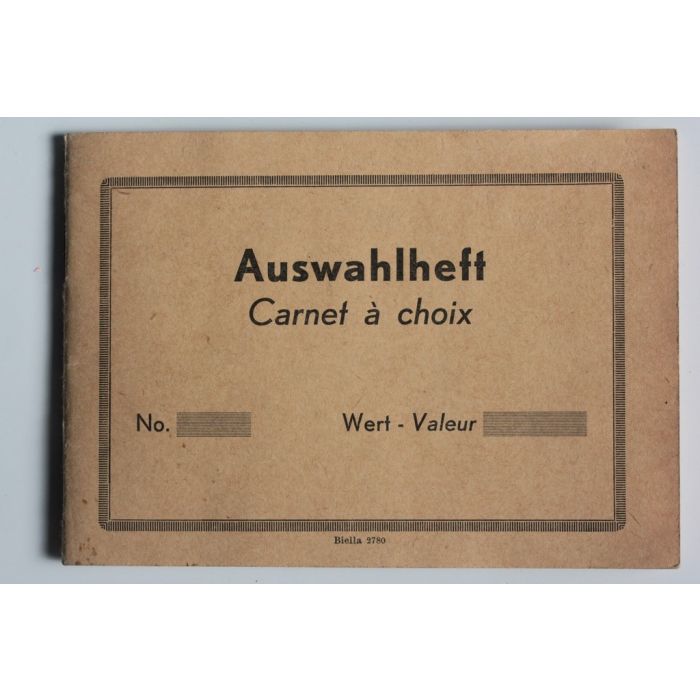 Auswahlheft
Carnet à choix
No.
Wert - Valeur
Biella 2780